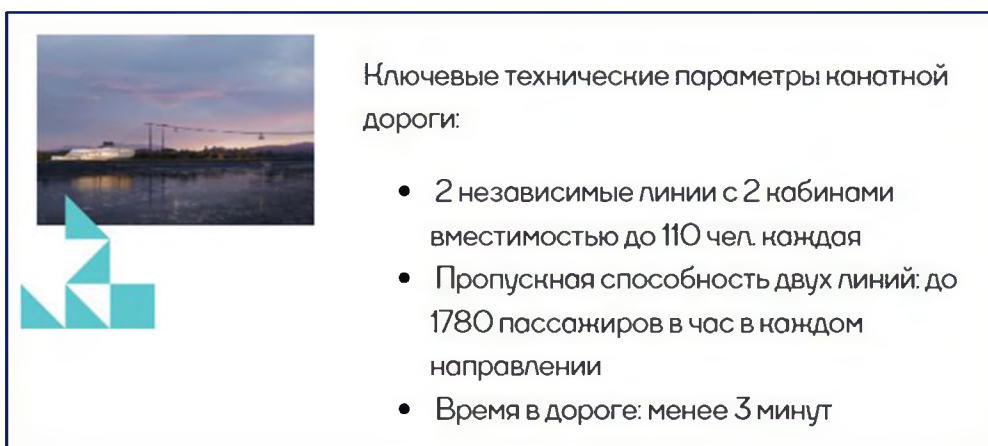 Ключевые технические параметры канатной
дороги:
• 2 независимые линии с 2 кабинами
вместимостью до 110 чел. каждая
• Пропускная способность двух линий: до
1780 пассажиров в час в каждом
направлении
• Время в дороге: менее 3 минут